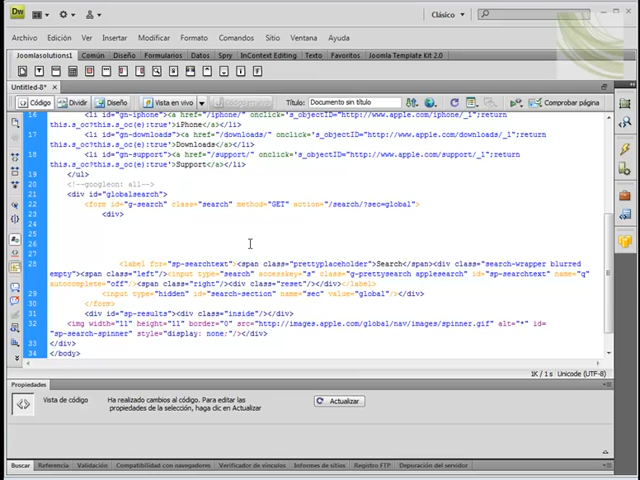 Dw
Clásico
Archivo Edición Ver Insertar Modificar Formato Comandos Sitio Ventana Ayuda
Joomlasolutions1 Común Diseño Formularios Datos Spry InContext Editing Texto Favoritos Joomla Template Kit 2.0
Untitled-8*
Código Dividir Diseño Vista en vivo Título: Documento sin título Comprobar página
16 <li id="gn-iphone"><a href="/iphone/" onclick='s_objectID="http://www.apple.com/iphone/_1";return
this.s_oc?this.s_oc(e):true'>iPhone</a></li>
17 <li id="gn-downloads"><a href="/downloads/" onclick='s_objectID="http://www.apple.com/downloads/_1";return
this.s_oc?this.s_oc(e):true'>Downloads</a></li>
18 <li id="gn-support"><a href="/support/" onclick='s_objectID="http://www.apple.com/support/_1";return
this.s_oc?this.s_oc(e):true'>Support</a></li>
19 </ul>
20 <!--googleon: all-->
21 <div id="globalsearch">
22 <form id="g-search" class="search" method="GET" action="/search/?sec=global">
23 <div>
24
25
26
27
28 <label for="sp-searchtext"><span class="prettyplaceholder">Search</span><div class="search-wrapper blurred
empty"><span class="left"/><input type="search" accesskey="s" class="g-prettysearch applesearch" id="sp-searchtext" name="q"
autocomplete="off"/><span class="right"/><div class="reset"/></div></label>
29 <input type="hidden" id="search-section" name="sec" value="global"/></div>
30 </form>
31 <div id="sp-results"><div class="inside"/></div>
32 <img width="11" height="11" border="0" src="http://images.apple.com/global/nav/images/spinner.gif" alt="*" id=
"sp-search-spinner" style="display: none;"/></div>
33 </div>
34 </body>
1K / 1 s Unicode (UTF-8)
Propiedades
Vista de código Ha realizado cambios al código. Para editar las
propiedades de la selección, haga clic en Actualizar
Actualizar
Buscar Referencia Validación Compatibilidad con navegadores Verificador de vínculos Informes de sitios Registro FTP Depuración del servidor